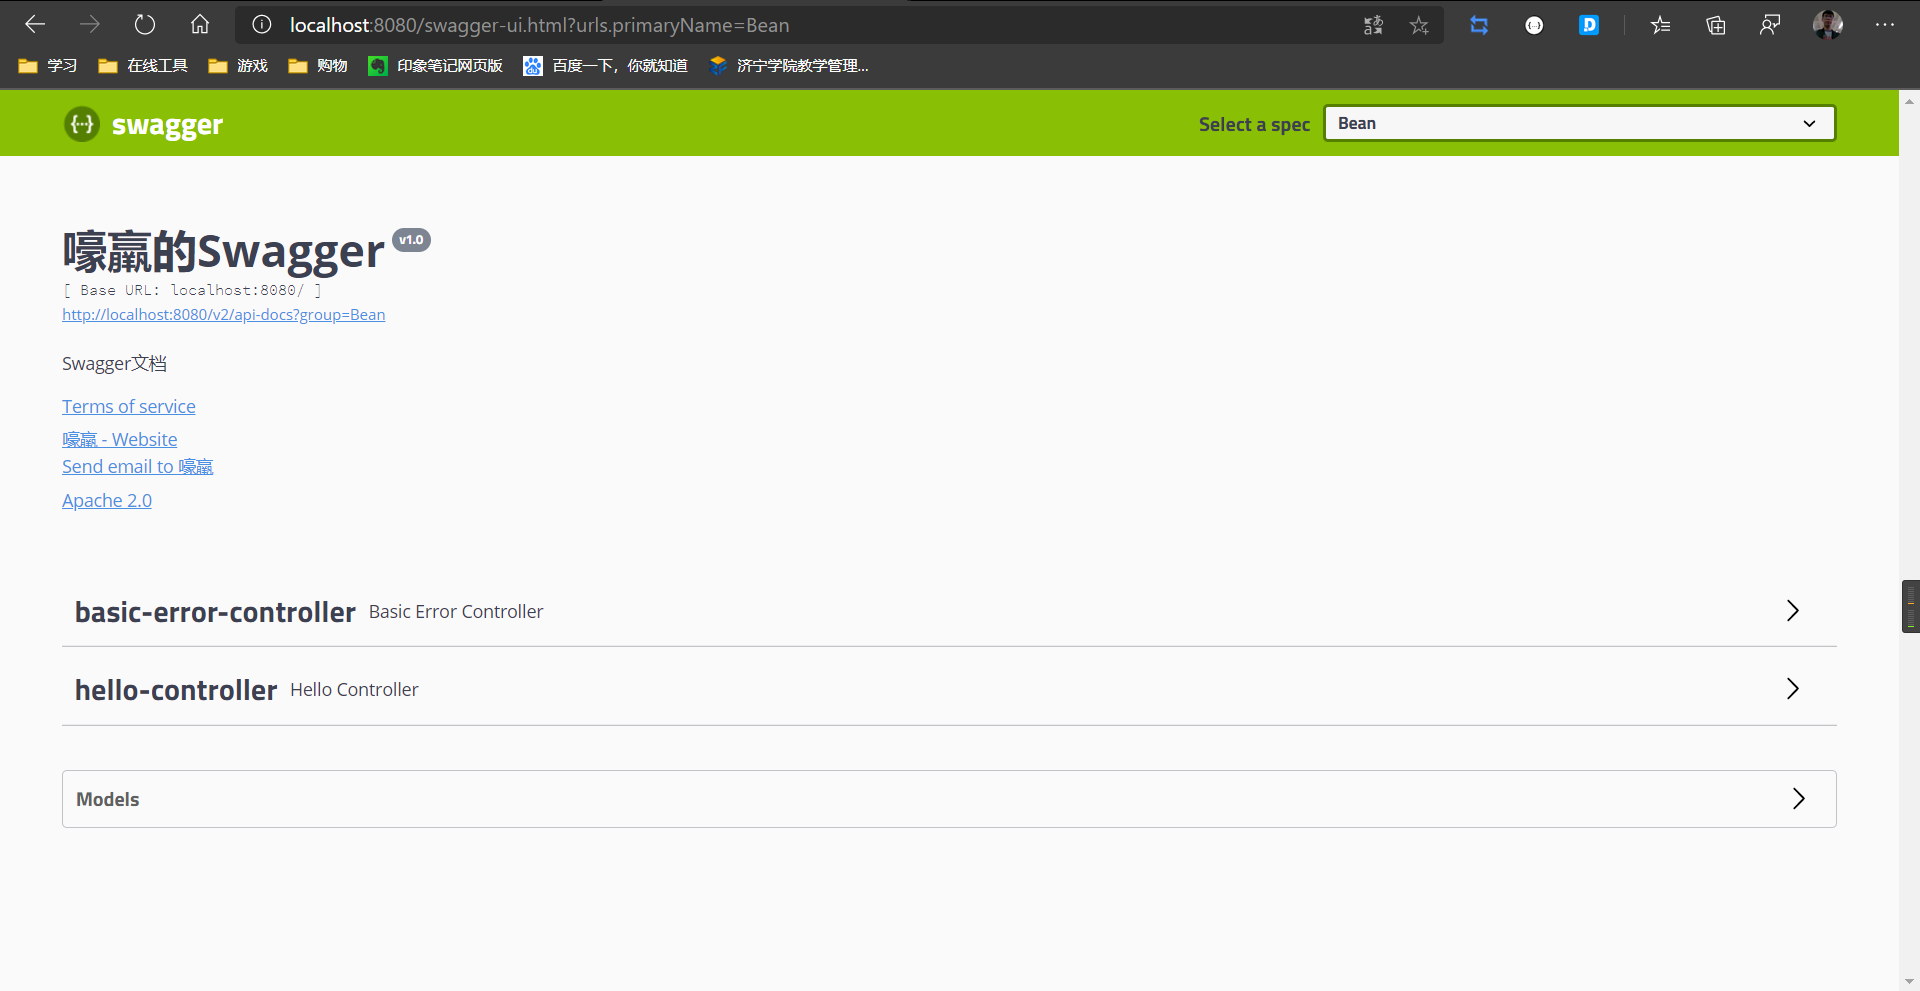 localhost:8080/swagger-ui.html?urls.primaryName=Bean
学习 在线工具 游戏 购物 印象笔记网页版 百度一下，你就知道 济宁学院教学管理...
{···} swagger Select a spec Bean
嚎羸的Swagger v1.0
[ Base URL: localhost:8080/ ]
http://localhost:8080/v2/api-docs?group=Bean
Swagger文档
Terms of service
嚎羸 - Website
Send email to 嚎羸
Apache 2.0
basic-error-controller Basic Error Controller
hello-controller Hello Controller
Models